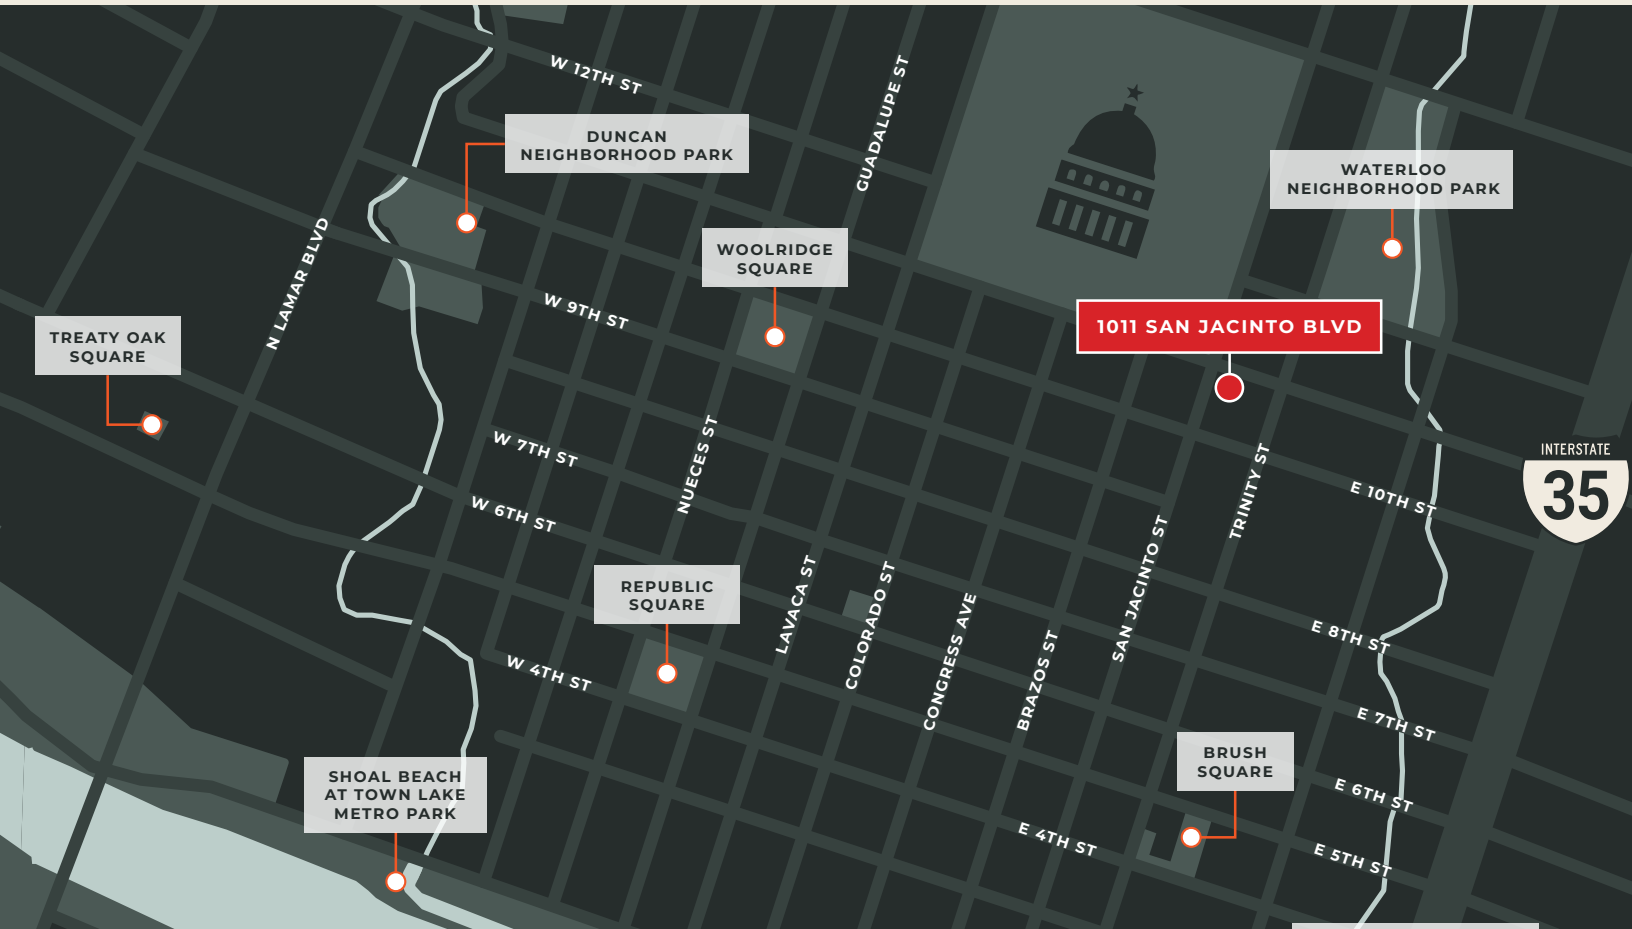 W 12TH ST
GUADALUPE ST
DUNCAN
NEIGHBORHOOD PARK
WATERLOO
NEIGHBORHOOD PARK
WOOLRIDGE
SQUARE
N LAMAR BLVD
W 9TH ST
TREATY OAK
SQUARE
1011 SAN JACINTO BLVD
W 7TH ST
NUECES ST
TRINITY ST
INTERSTATE
35
E 10TH ST
W 6TH ST
SAN JACINTO ST
LAVACA ST
COLORADO ST
CONGRESS AVE
BRAZOS ST
REPUBLIC
SQUARE
E 8TH ST
W 4TH ST
E 7TH ST
BRUSH
SQUARE
SHOAL BEACH
AT TOWN LAKE
METRO PARK
E 6TH ST
E 4TH ST
E 5TH ST